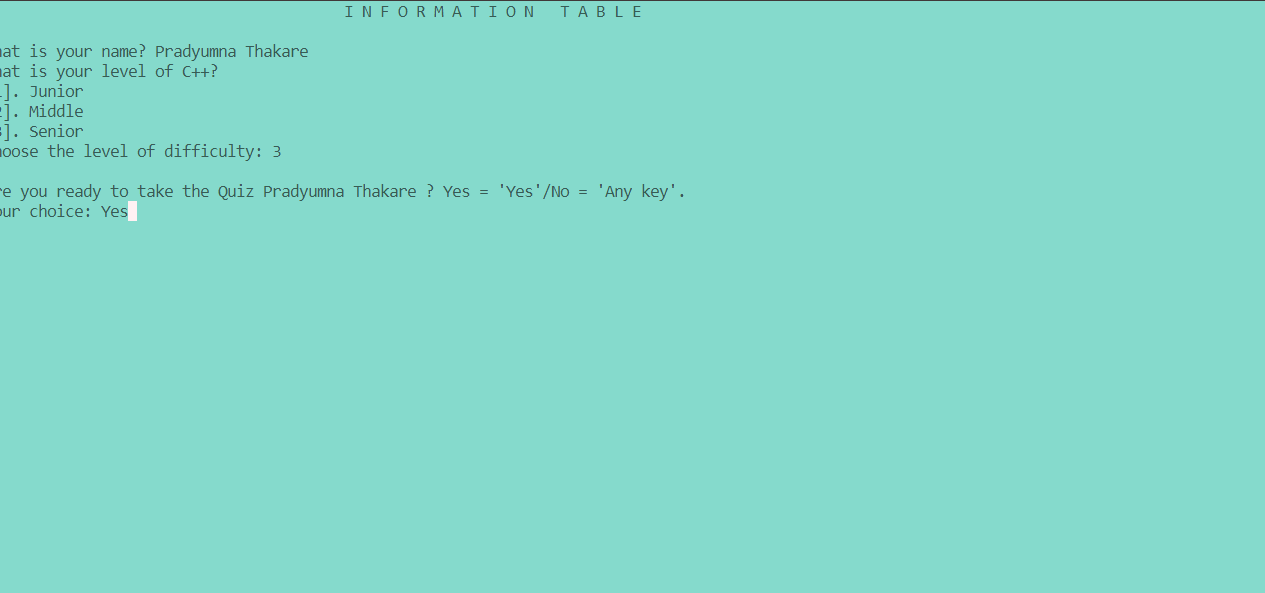 I N F O R M A T I O N   T A B L E
hat is your name? Pradyumna Thakare
hat is your level of C++?
]. Junior
2]. Middle
3]. Senior
hoose the level of difficulty: 3
re you ready to take the Quiz Pradyumna Thakare ? Yes = 'Yes'/No = 'Any key'.
our choice: Yes